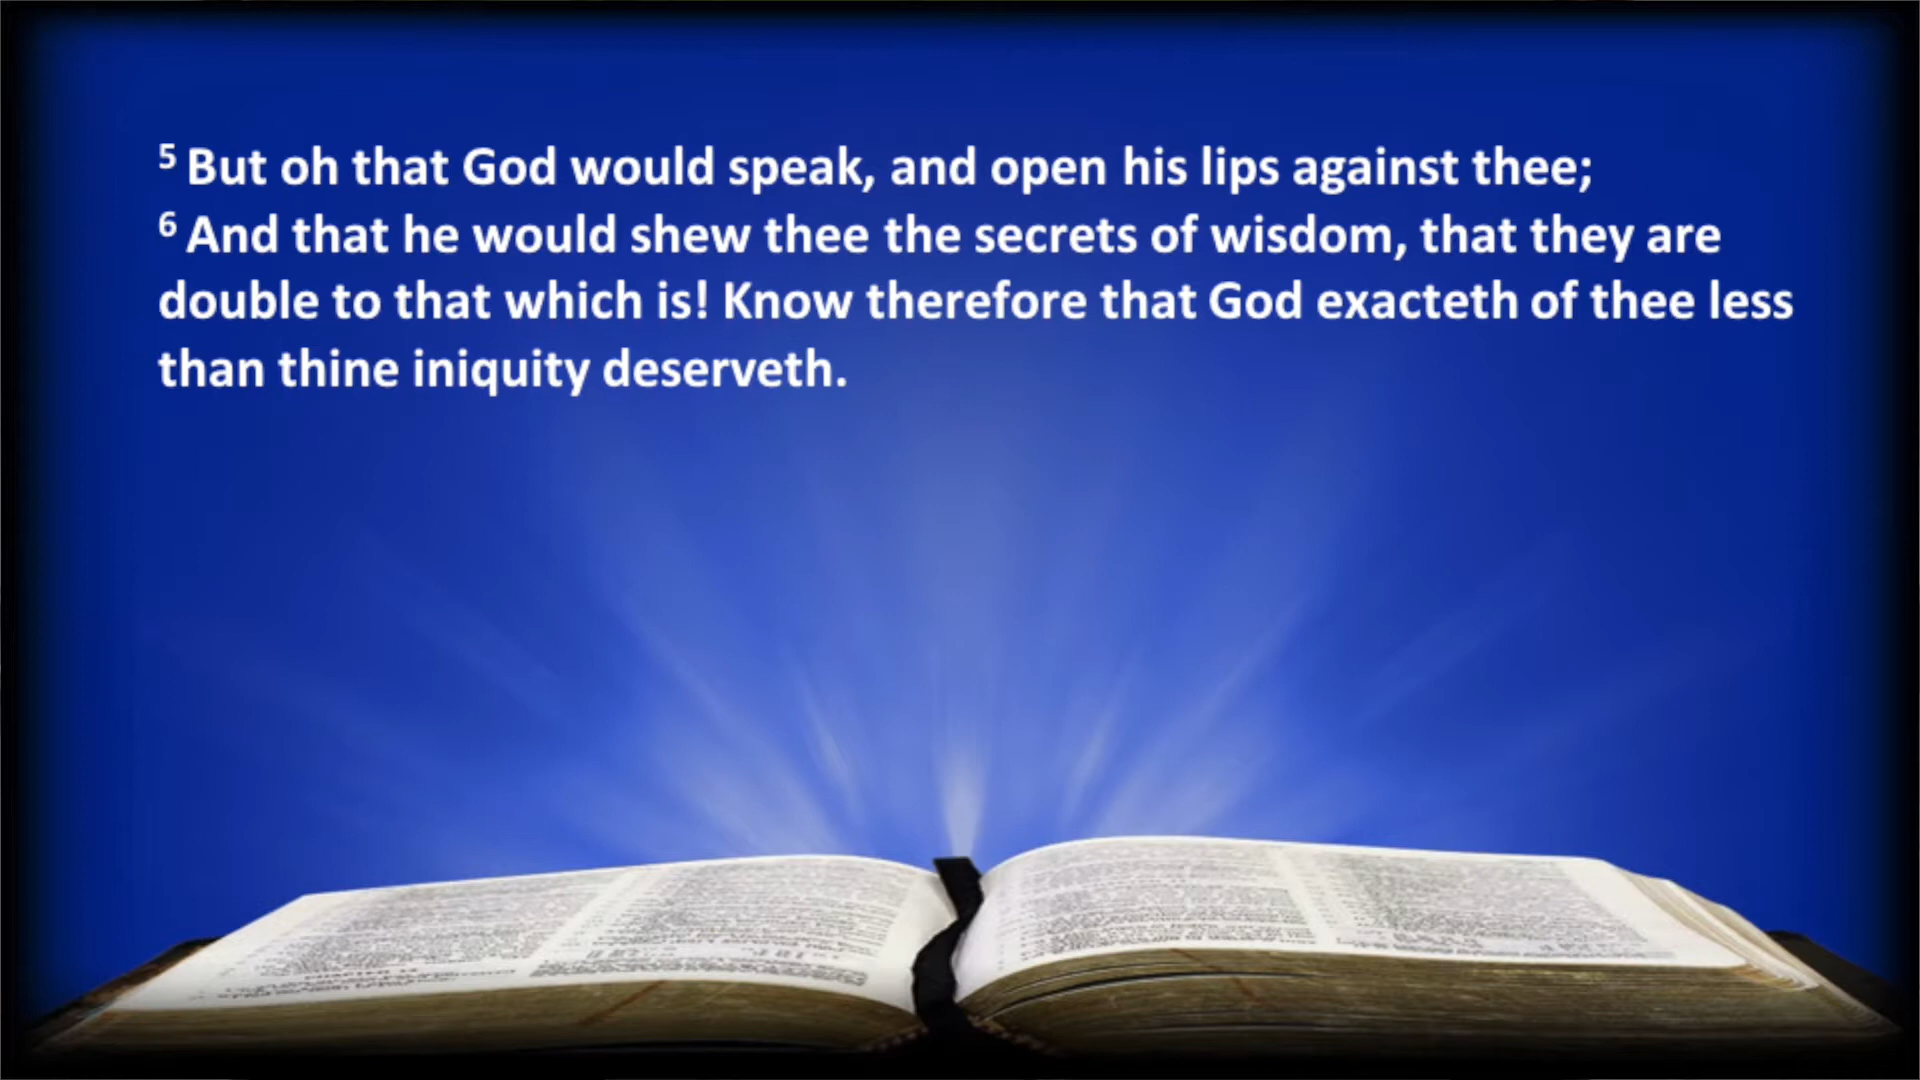 5 But oh that God would speak, and open his lips against thee;
6 And that he would shew thee the secrets of wisdom, that they are
double to that which is! Know therefore that God exacteth of thee less
than thine iniquity deserveth.